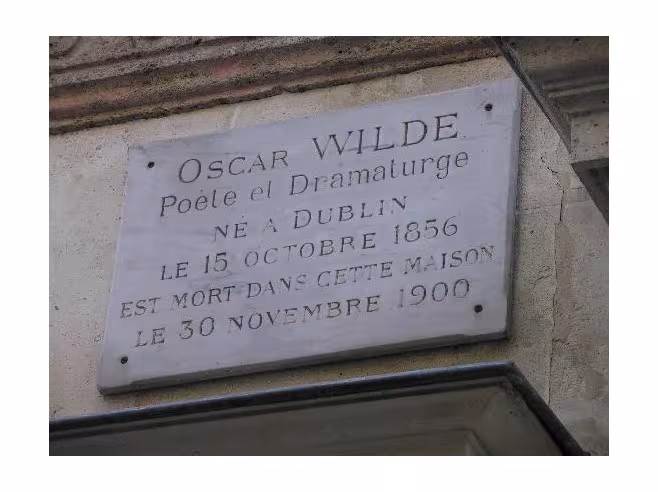 OSCAR WILDE
Poète et Dramaturge
NÉ A DUBLIN
LE 15 OCTOBRE 1856
EST MORT DANS CETTE MAISON
LE 30 NOVEMBRE 1900